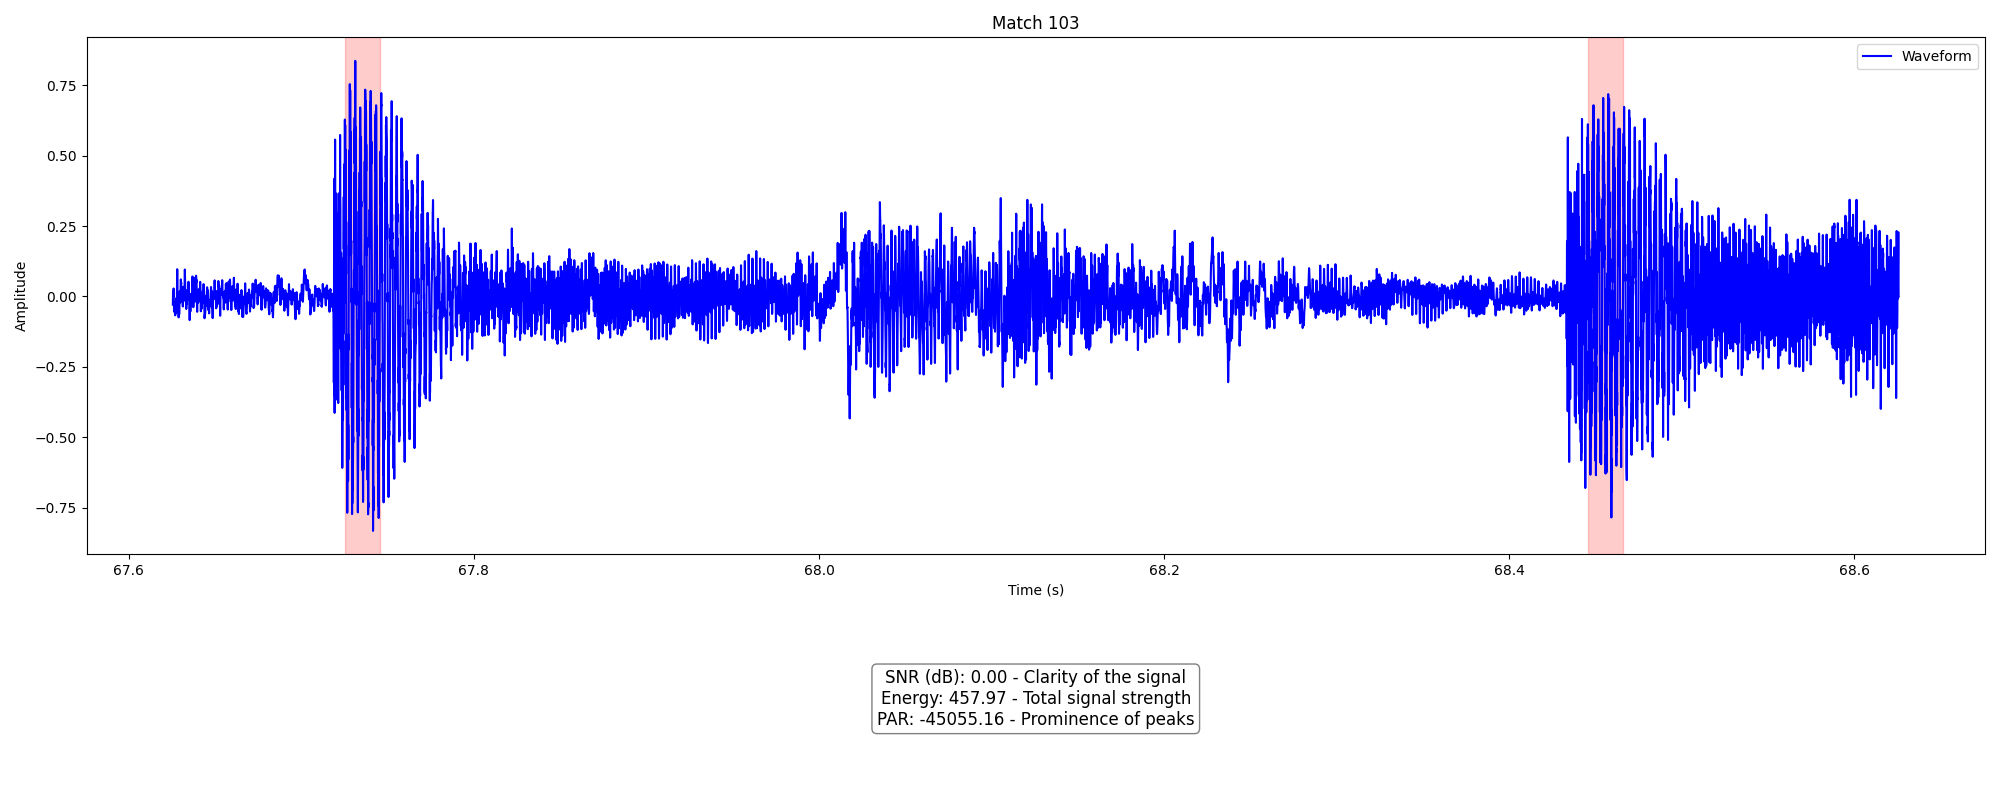 Match 103
Waveform
0.75
0.50
0.25
0.00
−0.25
−0.50
−0.75
Amplitude
67.6 67.8 68.0 68.2 68.4 68.6
Time (s)
SNR (dB): 0.00 - Clarity of the signal
Energy: 457.97 - Total signal strength
PAR: -45055.16 - Prominence of peaks